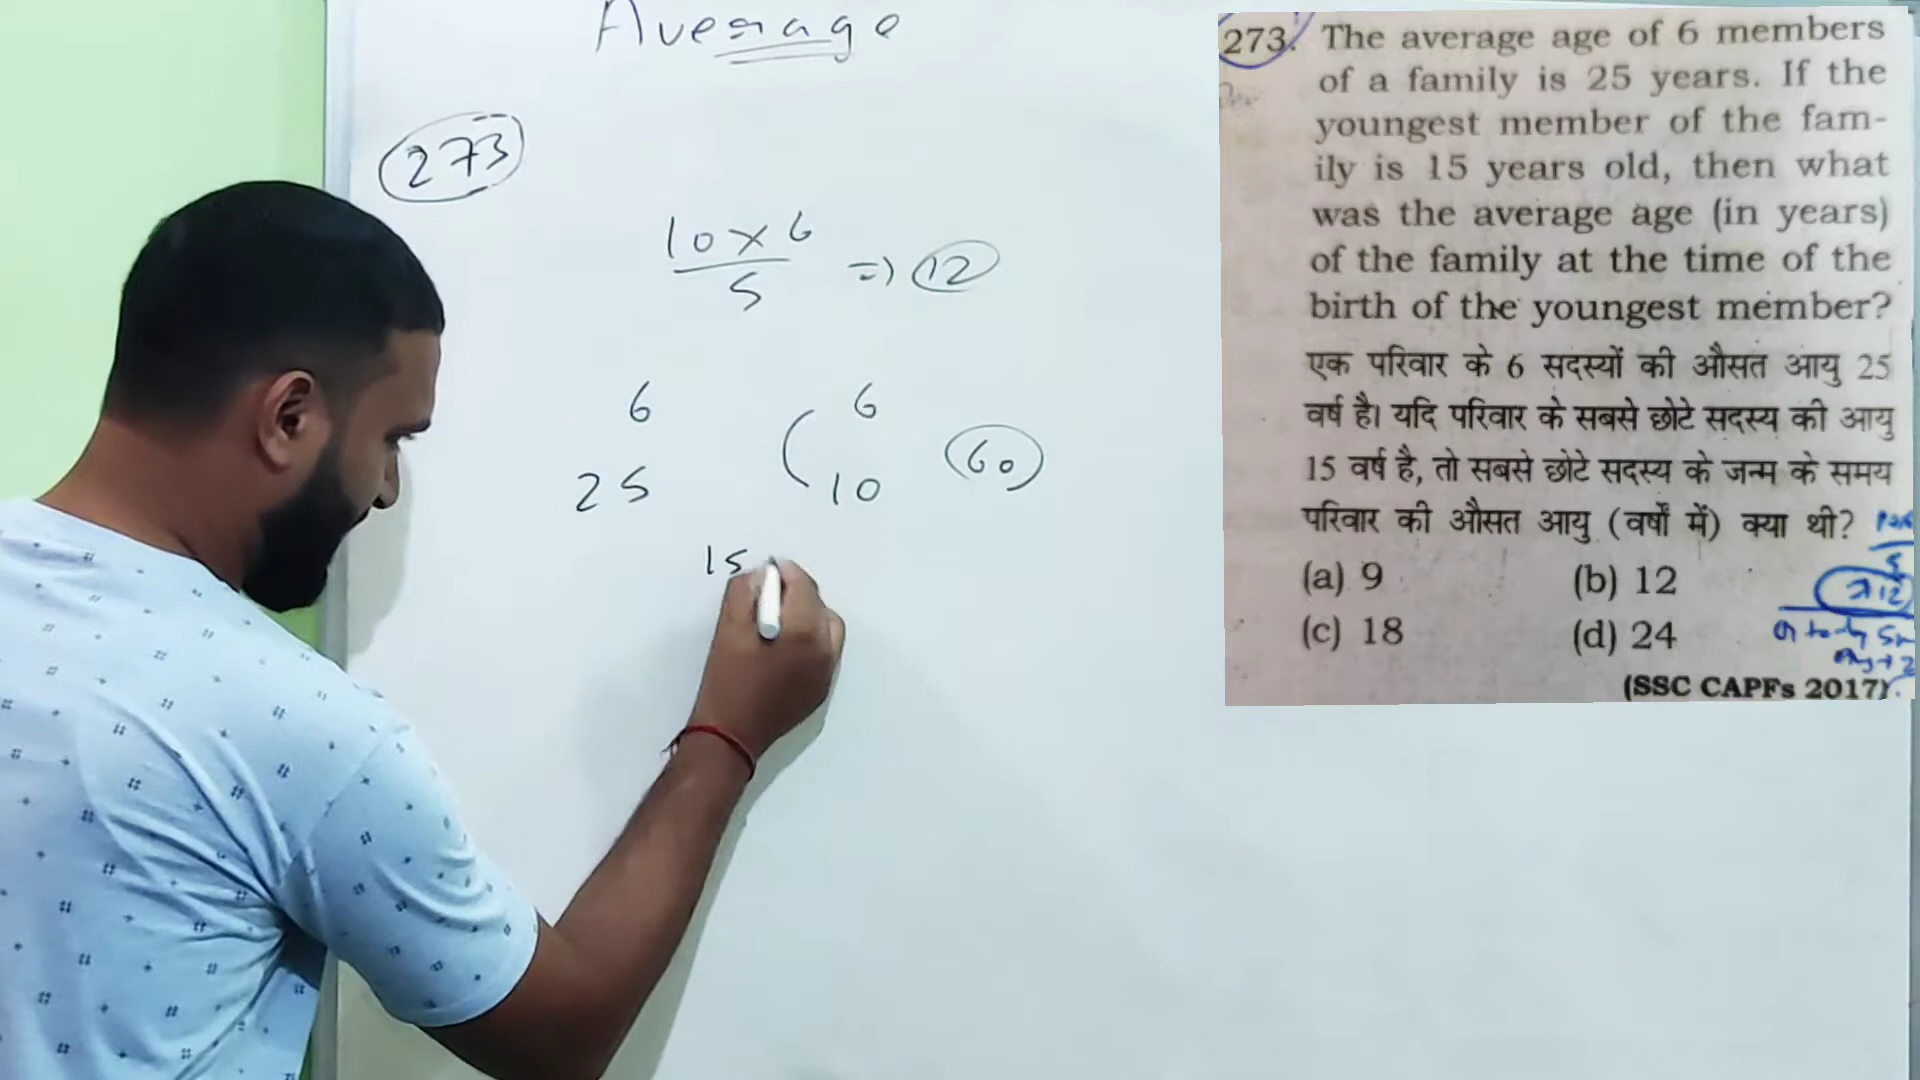 Average
273
10 x 6
5
=) 12
6
6
25
10
60
15
273. The average age of 6 members
of a family is 25 years. If the
youngest member of the fam-
ily is 15 years old, then what
was the average age (in years)
of the family at the time of the
birth of the youngest member?
एक परिवार के 6 सदस्यों की औसत आयु 25
वर्ष है। यदि परिवार के सबसे छोटे सदस्य की आयु
15 वर्ष है, तो सबसे छोटे सदस्य के जन्म के समय
परिवार की औसत आयु (वर्षों में) क्या थी?
(a) 9 (b) 12
(c) 18 (d) 24
(SSC CAPFs 2017)
12